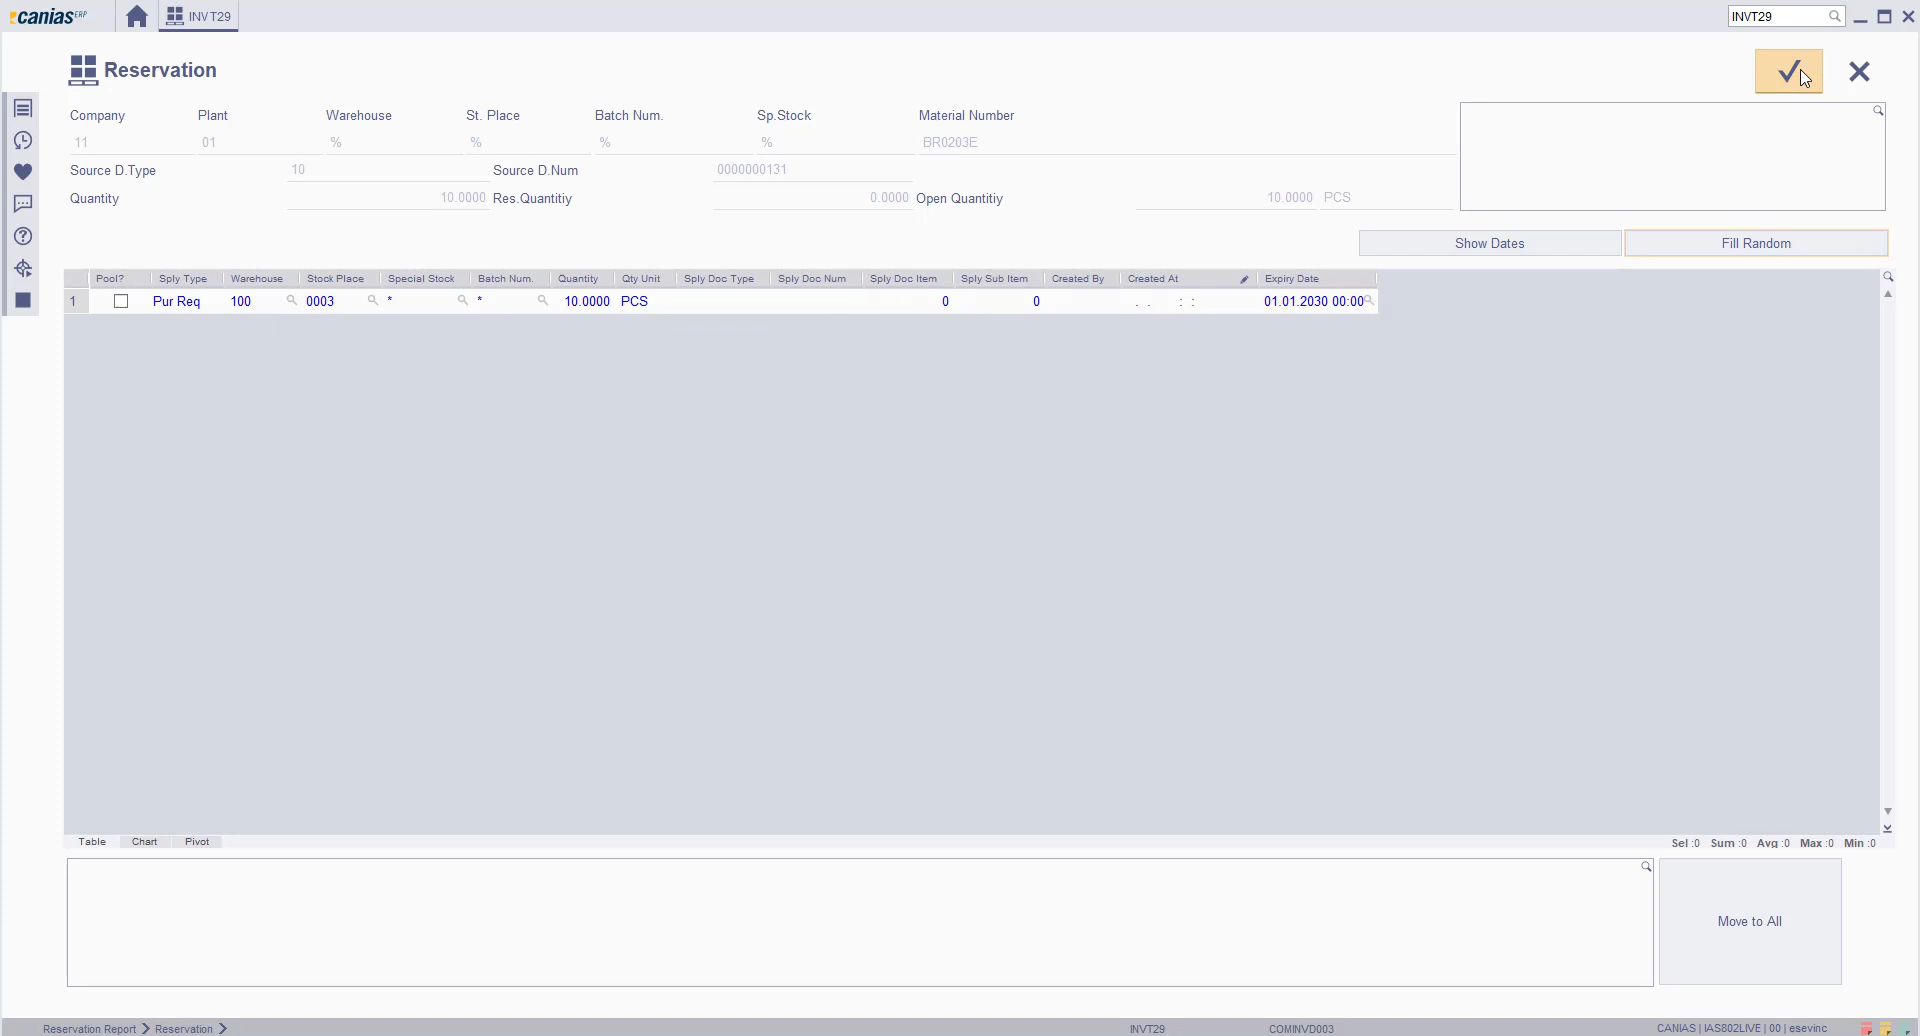 canias ERP INVT29 INVT29
Reservation
Company Plant Warehouse St. Place Batch Num. Sp.Stock Material Number
11 01 % % % % BR0203E
Source D.Type 10 Source D.Num 0000000131
Quantity 10.0000 Res.Quantitiy 0.0000 Open Quantitiy 10.0000 PCS
Show Dates Fill Random
Pool? Sply Type Warehouse Stock Place Special Stock Batch Num. Quantity Qty Unit Sply Doc Type Sply Doc Num Sply Doc Item Sply Sub Item Created By Created At Expiry Date
1 Pur Req 100 0003 * * 10.0000 PCS 0 0 . . : : 01.01.2030 00:00
Table Chart Pivot Sel :0 Sum :0 Avg :0 Max :0 Min :0
Move to All
Reservation Report Reservation INVT29 COMINVD003 CANIAS | IAS802LIVE | 00 | esevinc